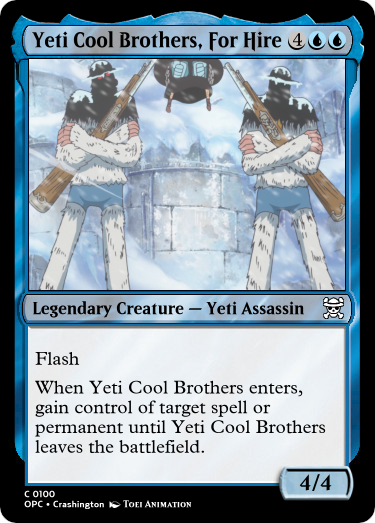 Yeti Cool Brothers, For Hire 4
Legendary Creature — Yeti Assassin
Flash
When Yeti Cool Brothers enters,
gain control of target spell or
permanent until Yeti Cool Brothers
leaves the battlefield.
4/4
C 0100
OPC • Crashington TOEI ANIMATION